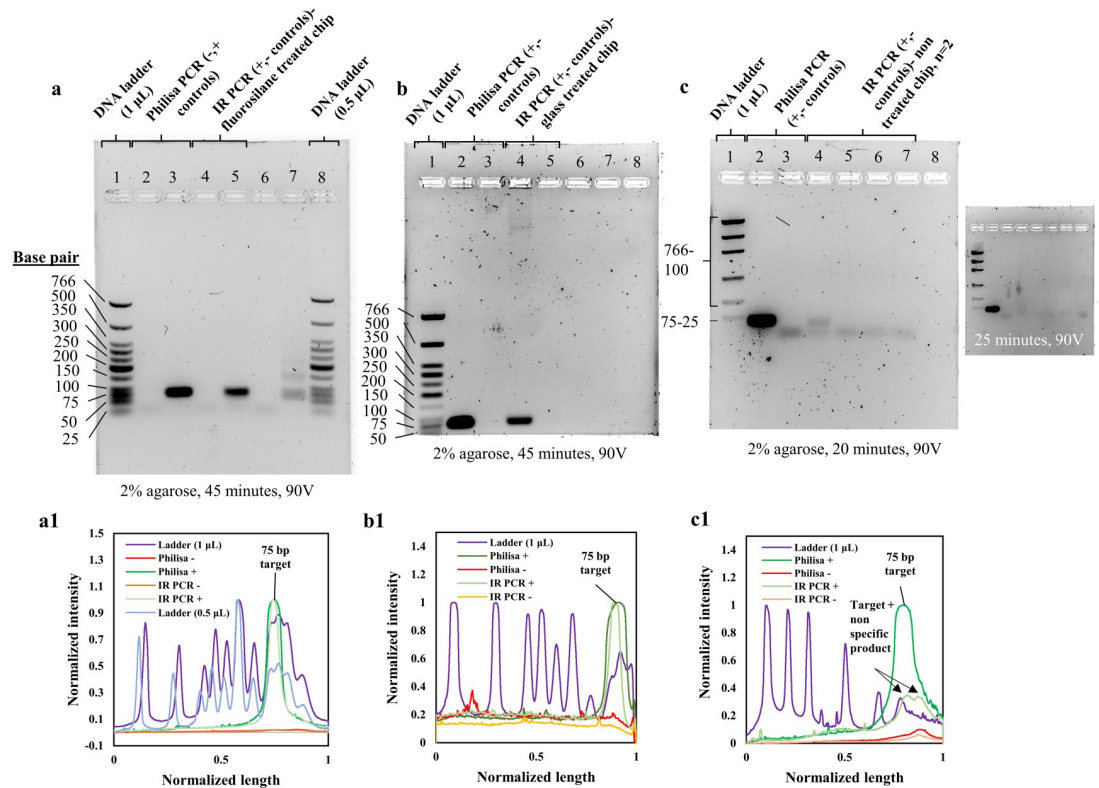 a
DNA ladder
(1 µL)
Philisa PCR (-,+
controls)
IR PCR (+,- controls)-
fluorosilane treated chip
DNA ladder
(0.5 µL)
1 2 3 4 5 6 7 8
Base pair
766
500
350
300
250
200
150
100
75
50
25
2% agarose, 45 minutes, 90V
b
DNA ladder
(1 µL)
Philisa PCR (+,-
controls)
IR PCR (+,- controls)-
glass treated chip
1 2 3 4 5 6 7 8
766
500
350
300
250
200
150
100
75
50
2% agarose, 45 minutes, 90V
c
DNA ladder
(1 µL)
Philisa PCR
(+,- controls)
IR PCR (+,-
controls)- non
treated chip, n=2
1 2 3 4 5 6 7 8
766-
100
75-25
2% agarose, 20 minutes, 90V
25 minutes, 90V
a1
Normalized intensity
1.5
1.3
1.1
0.9
0.7
0.5
0.3
0.1
-0.1
Ladder (1 µL)
Philisa -
Philisa +
IR PCR -
IR PCR +
Ladder (0.5 µL)
75 bp
target
0 0.5 1
Normalized length
b1
Normalized intensity
1.4
1.2
1
0.8
0.6
0.4
0.2
0
Ladder (1 µL)
Philisa +
Philisa -
IR PCR +
IR PCR -
75 bp
target
0 0.5 1
Normalized length
c1
Normalized intensity
1.4
1.2
1
0.8
0.6
0.4
0.2
0
Ladder (1 µL)
Philisa +
Philisa -
IR PCR +
IR PCR -
75 bp
target
Target +
non
specific
product
0 0.5 1
Normalized length